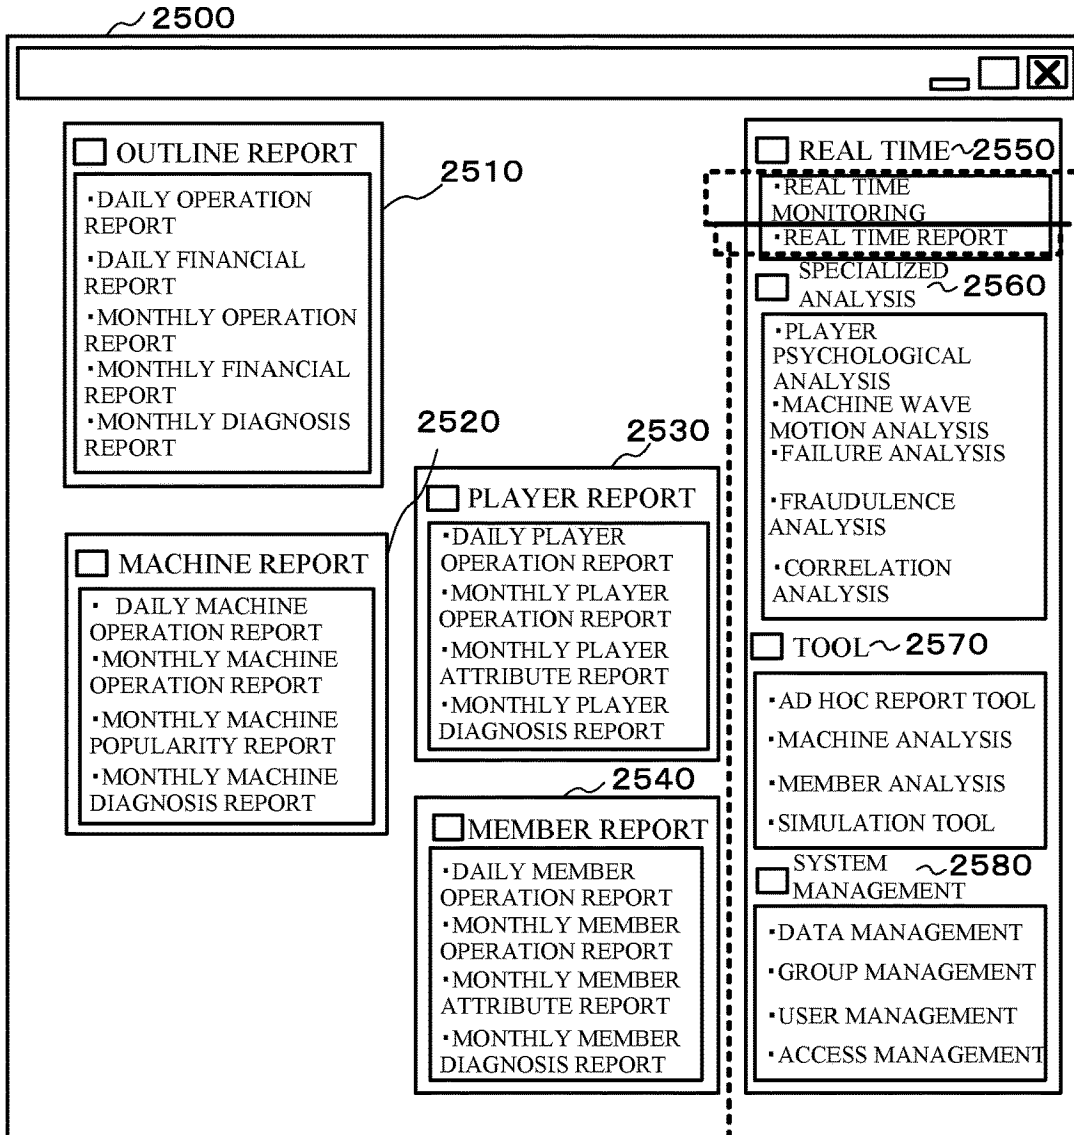 2500
OUTLINE REPORT
・DAILY OPERATION
REPORT
・DAILY FINANCIAL
REPORT
・MONTHLY OPERATION
REPORT
・MONTHLY FINANCIAL
REPORT
・MONTHLY DIAGNOSIS
REPORT
2510
MACHINE REPORT
2520
・ DAILY MACHINE
OPERATION REPORT
・MONTHLY MACHINE
OPERATION REPORT
・MONTHLY MACHINE
POPULARITY REPORT
・MONTHLY MACHINE
DIAGNOSIS REPORT
2530
PLAYER REPORT
・DAILY PLAYER
OPERATION REPORT
・MONTHLY PLAYER
OPERATION REPORT
・MONTHLY PLAYER
ATTRIBUTE REPORT
・MONTHLY PLAYER
DIAGNOSIS REPORT
2540
MEMBER REPORT
・DAILY MEMBER
OPERATION REPORT
・MONTHLY MEMBER
OPERATION REPORT
・MONTHLY MEMBER
ATTRIBUTE REPORT
・MONTHLY MEMBER
DIAGNOSIS REPORT
REAL TIME 2550
・REAL TIME
MONITORING
・REAL TIME REPORT
SPECIALIZED
ANALYSIS 2560
・PLAYER
PSYCHOLOGICAL
ANALYSIS
・MACHINE WAVE
MOTION ANALYSIS
・FAILURE ANALYSIS
・FRAUDULENCE
ANALYSIS
・CORRELATION
ANALYSIS
TOOL 2570
・AD HOC REPORT TOOL
・MACHINE ANALYSIS
・MEMBER ANALYSIS
・SIMULATION TOOL
SYSTEM 2580
MANAGEMENT
・DATA MANAGEMENT
・GROUP MANAGEMENT
・USER MANAGEMENT
・ACCESS MANAGEMENT